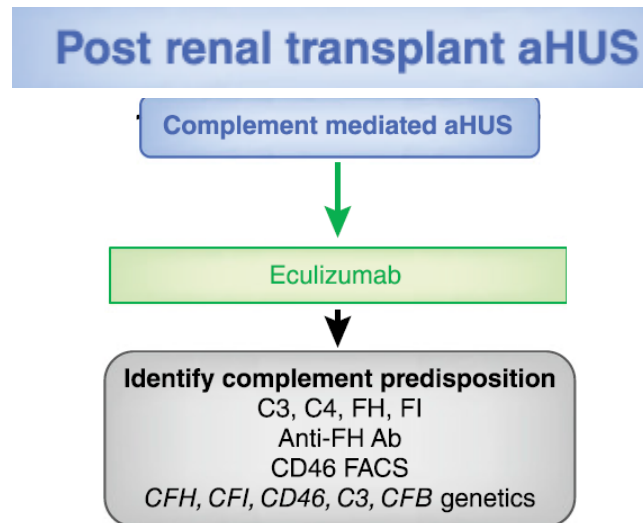 Post renal transplant aHUS
Complement mediated aHUS
Eculizumab
Identify complement predisposition
C3, C4, FH, FI
Anti-FH Ab
CD46 FACS
CFH, CFI, CD46, C3, CFB genetics